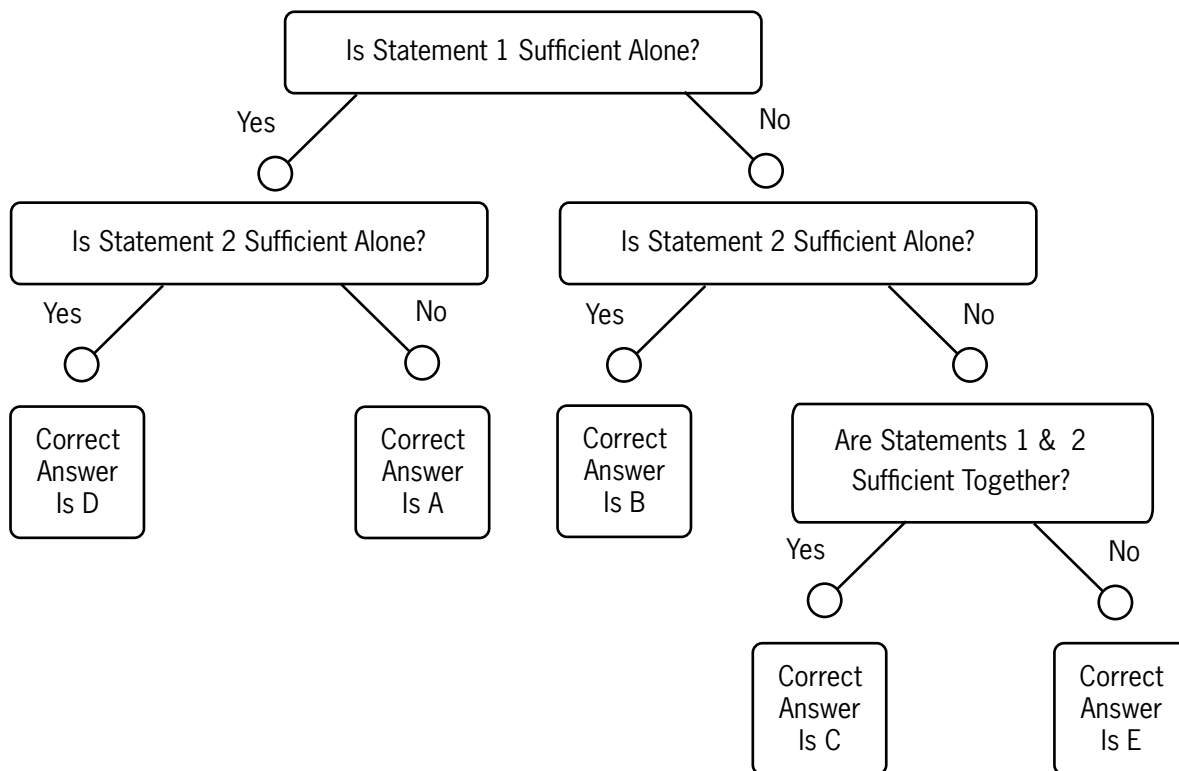 Is Statement 1 Sufficient Alone?
Yes
No
Is Statement 2 Sufficient Alone?
Is Statement 2 Sufficient Alone?
Yes
No
Yes
No
Correct
Answer
Is D
Correct
Answer
Is A
Correct
Answer
Is B
Are Statements 1 & 2
Sufficient Together?
Yes
No
Correct
Answer
Is C
Correct
Answer
Is E